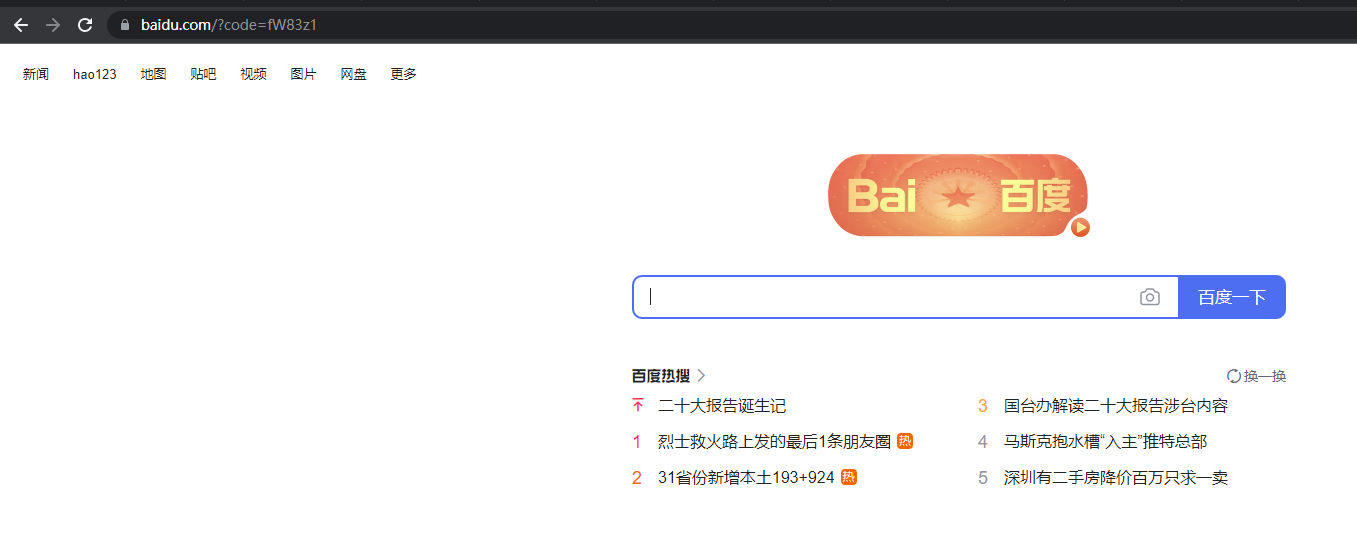 baidu.com/?code=fW83z1
新闻 hao123 地图 贴吧 视频 图片 网盘 更多
Bai 百度
百度一下
百度热搜 换一换
二十大报告诞生记
1 烈士救火路上发的最后1条朋友圈 热
2 31省份新增本土193+924 热
3 国台办解读二十大报告涉台内容
4 马斯克抱水槽“入主”推特总部
5 深圳有二手房降价百万只求一卖